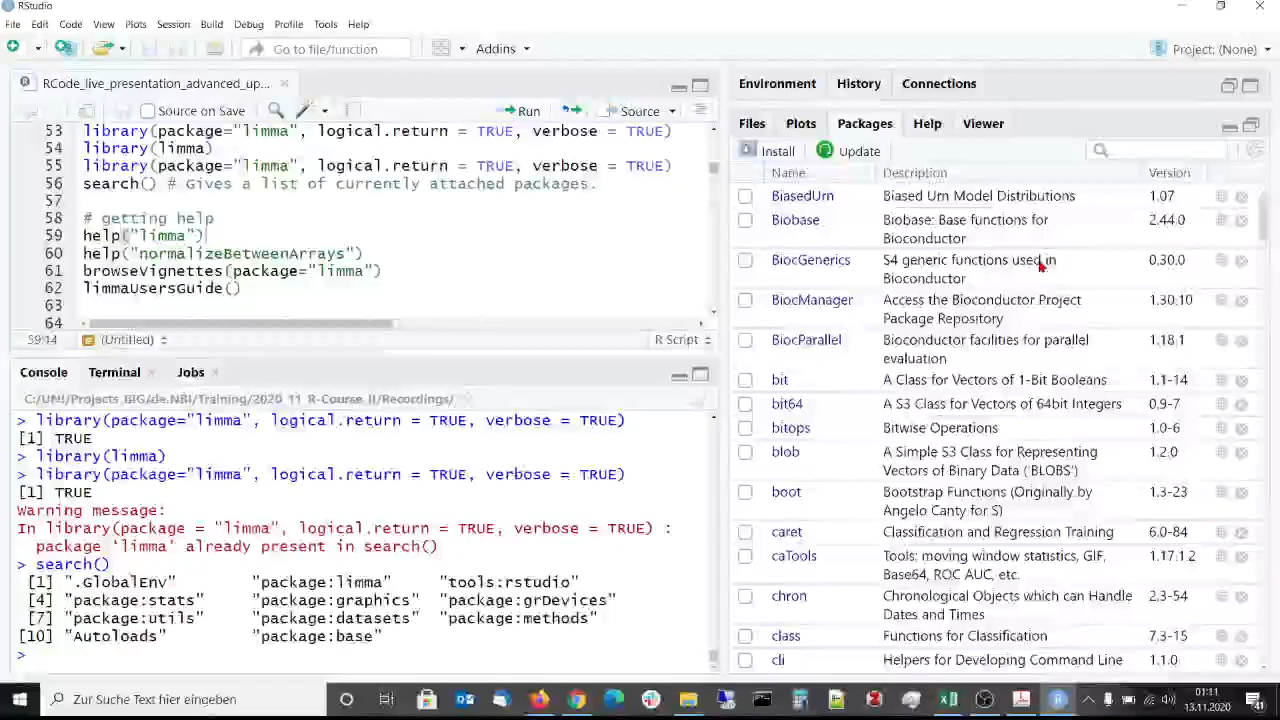 RStudio
File Edit Code View Plots Session Build Debug Profile Tools Help
Go to file/function Addins Project: (None)
RCode_live_presentation_advanced_up...
Source on Save Run Source
53 library(package="limma", logical.return = TRUE, verbose = TRUE)
54 library(limma)
55 library(package="limma", logical.return = TRUE, verbose = TRUE)
56 search() # Gives a list of currently attached packages.
57
58 # getting help
59 help("limma")
60 help("normalizeBetweenArrays")
61 browseVignettes(package="limma")
62 limmaUsersGuide()
63
64
59:14 (Untitled) R Script
Console Terminal Jobs
C:/UNI/Projects_BIG/de.NBI/Training/2020_11_R-Course_II/Recordings/
> library(package="limma", logical.return = TRUE, verbose = TRUE)
[1] TRUE
> library(limma)
> library(package="limma", logical.return = TRUE, verbose = TRUE)
[1] TRUE
Warning message:
In library(package = "limma", logical.return = TRUE, verbose = TRUE) :
package ‘limma’ already present in search()
> search()
[1] ".GlobalEnv" "package:limma" "tools:rstudio"
[4] "package:stats" "package:graphics" "package:grDevices"
[7] "package:utils" "package:datasets" "package:methods"
[10] "Autoloads" "package:base"
>
Environment History Connections
Files Plots Packages Help Viewer
Install Update
Name Description Version
BiasedUrn Biased Urn Model Distributions 1.07
Biobase Biobase: Base functions for 2.44.0
Bioconductor
BiocGenerics S4 generic functions used in 0.30.0
Bioconductor
BiocManager Access the Bioconductor Project 1.30.10
Package Repository
BiocParallel Bioconductor facilities for parallel 1.18.1
evaluation
bit A Class for Vectors of 1-Bit Booleans 1.1-14
bit64 A S3 Class for Vectors of 64bit Integers 0.9-7
bitops Bitwise Operations 1.0-6
blob A Simple S3 Class for Representing 1.2.0
Vectors of Binary Data ('BLOBS')
boot Bootstrap Functions (Originally by 1.3-23
Angelo Canty for S)
caret Classification and Regression Training 6.0-84
caTools Tools: moving window statistics, GIF, 1.17.1.2
Base64, ROC AUC, etc.
chron Chronological Objects which can Handle 2.3-54
Dates and Times
class Functions for Classification 7.3-15
cli Helpers for Developing Command Line 1.1.0
Zur Suche Text hier eingeben
01:11
13.11.2020
41